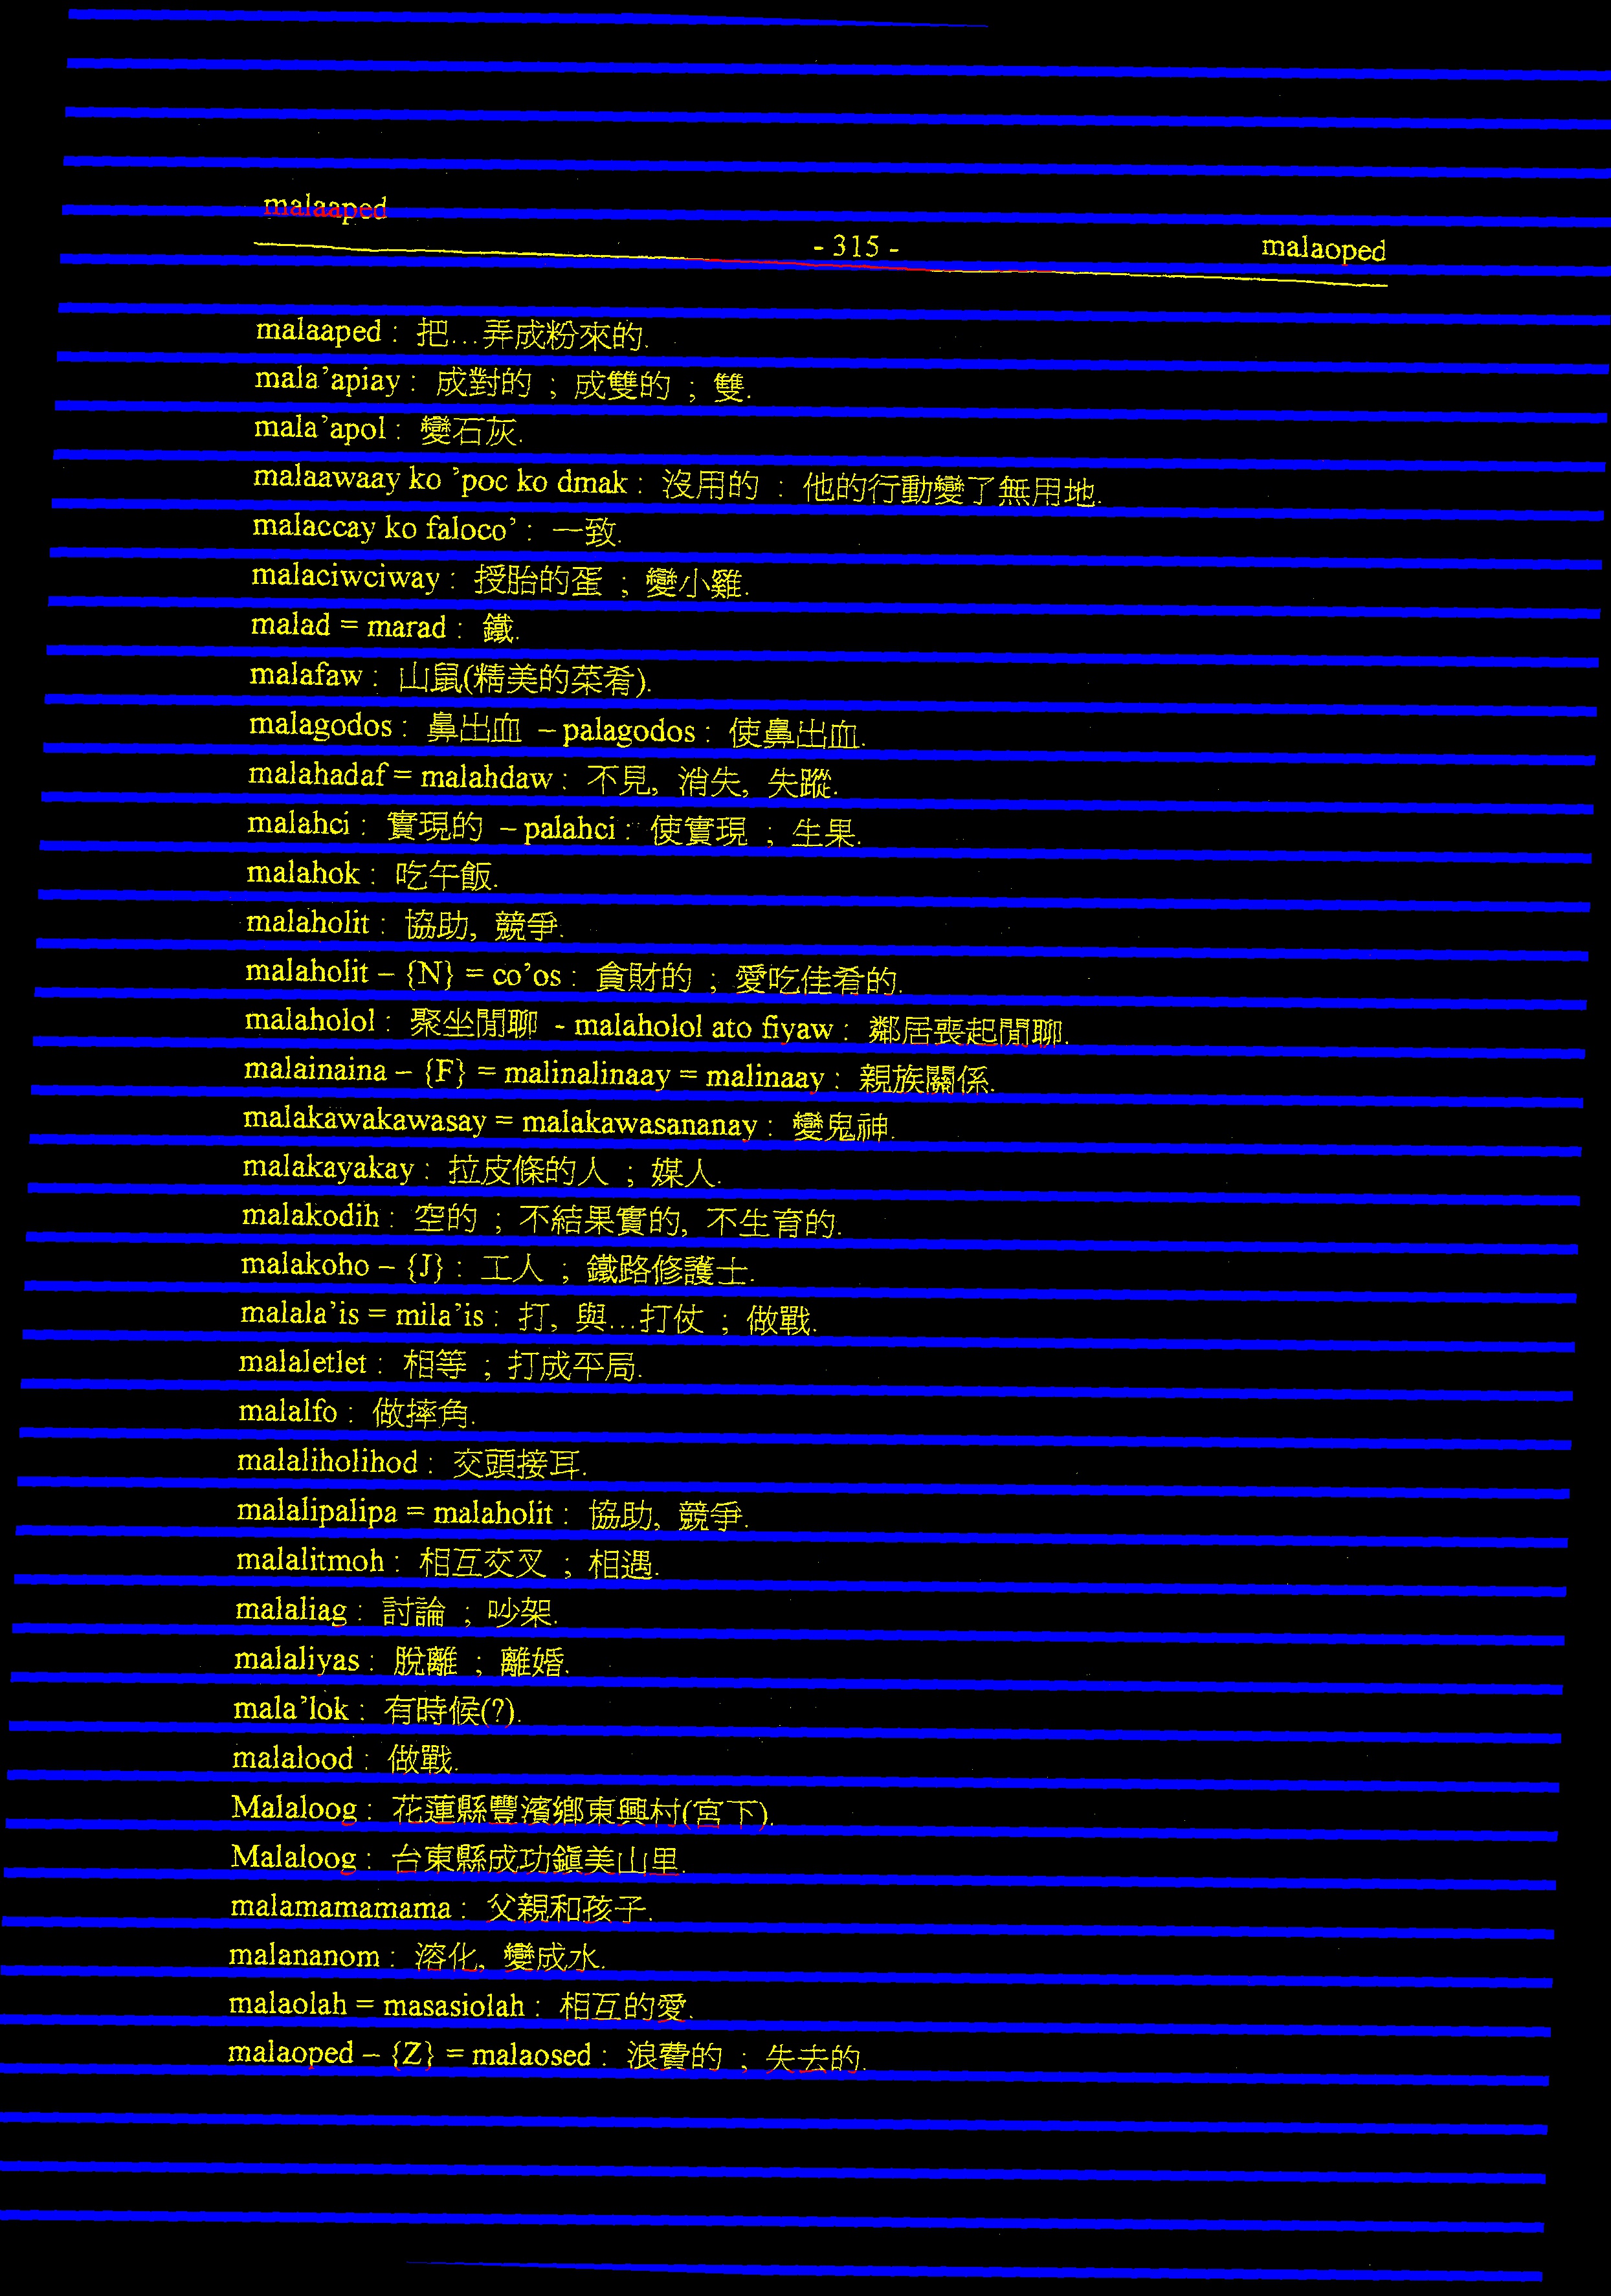 malaaped
- 315 -
malaoped
malaaped : 把…弄成粉來的.
mala’apiay : 成對的 ; 成雙的 ; 雙.
mala’apol : 變石灰.
malaawaay ko ’poc ko dmak : 沒用的 : 他的行動變了無用地.
malaccay ko faloco’ : 一致.
malaciwciway : 授胎的蛋 ; 變小雞.
malad = marad : 鐵.
malafaw : 山鼠(精美的菜肴).
malagodos : 鼻出血 – palagodos : 使鼻出血.
malahadaf = malahdaw : 不見, 消失, 失蹤.
malahci : 實現的 – palahci : 使實現 ; 生果.
malahok : 吃午飯.
malaholit : 協助, 競爭.
malaholit – {N} = co’os : 貪財的 ; 愛吃佳肴的.
malaholol : 聚坐閒聊 - malaholol ato fiyaw : 鄰居喪起閒聊.
malainaina – {F} = malinalinaay = malinaay : 親族關係.
malakawakawasay = malakawasananay : 變鬼神.
malakayakay : 拉皮條的人 ; 媒人.
malakodih : 空的 ; 不結果實的, 不生育的.
malakoho – {J} : 工人 ; 鐵路修護士.
malala’is = mila’is : 打, 與…打仗 ; 做戰.
malaletlet : 相等 ; 打成平局.
malalfo : 做摔角.
malaliholihod : 交頭接耳.
malalipalipa = malaholit : 協助, 競爭.
malalitmoh : 相互交叉 ; 相遇.
malaliag : 討論 ; 吵架.
malaliyas : 脫離 ; 離婚.
mala’lok : 有時候(?).
malalood : 做戰.
Malaloog : 花蓮縣豐濱鄉東興村(宮下).
Malaloog : 台東縣成功鎮美山里.
malamamamama : 父親和孩子.
malananom : 溶化, 變成水.
malaolah = masasiolah : 相互的愛.
malaoped – {Z} = malaosed : 浪費的 ; 失去的.